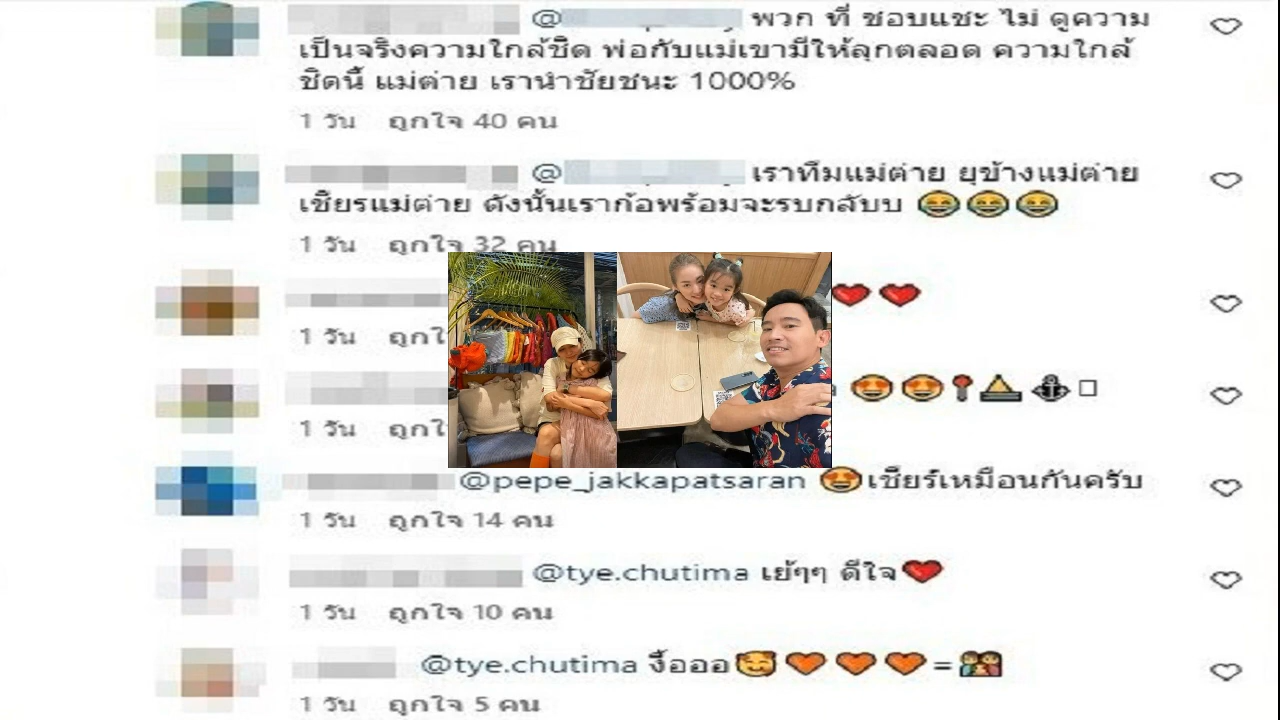 @ พวก ที่ ชอบแซะ ไม่ ดูความ
เป็นจริงความใกล้ชิด พ่อกับแม่เขามีให้ลูกตลอด ความใกล้
ชิดนี้ แม่ต่าย เรานำชัยชนะ 1000%
1 วัน ถูกใจ 40 คน
@ เราทีมแม่ต่าย ยุข้างแม่ต่าย
เชียรแม่ต่าย ดังนั้นเราก้อพร้อมจะรบกลับบ 😂😂😂
1 วัน ถูกใจ 32 คน
❤️❤️
1 วัน ถูกใ
😍😍📍⛵⚓
1 วัน ถูกใ
@pepe_jakkapatsaran 😍เชียร์เหมือนกันครับ
1 วัน ถูกใจ 14 คน
@tye.chutima เย้ๆๆ ดีใจ❤️
1 วัน ถูกใจ 10 คน
@tye.chutima งื้อออ🥰🧡🧡🧡=👨‍👩‍👧
1 วัน ถูกใจ 5 คน